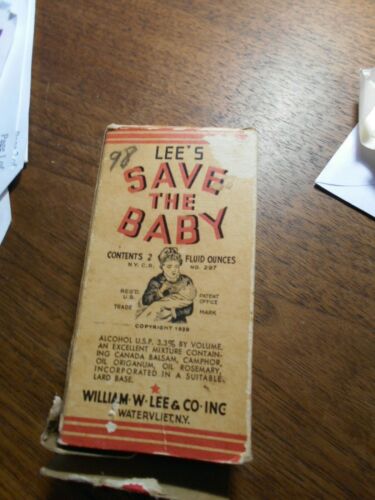 98
LEE'S
SAVE
THE
BABY
CONTENTS 2 FLUID OUNCES
N.Y.C.R. NO. 297
REG'D. PATENT
U.S. OFFICE
TRADE MARK
COPYRIGHT 1929
ALCOHOL U.S.P. 3.3% BY VOLUME,
AN EXCELLENT MIXTURE CONTAIN-
ING CANADA BALSAM, CAMPHOR,
OIL ORIGANUM, OIL ROSEMARY,
INCORPORATED IN A SUITABLE
LARD BASE.
WILLIAM·W·LEE & CO·INC
WATERVLIET,N.Y.